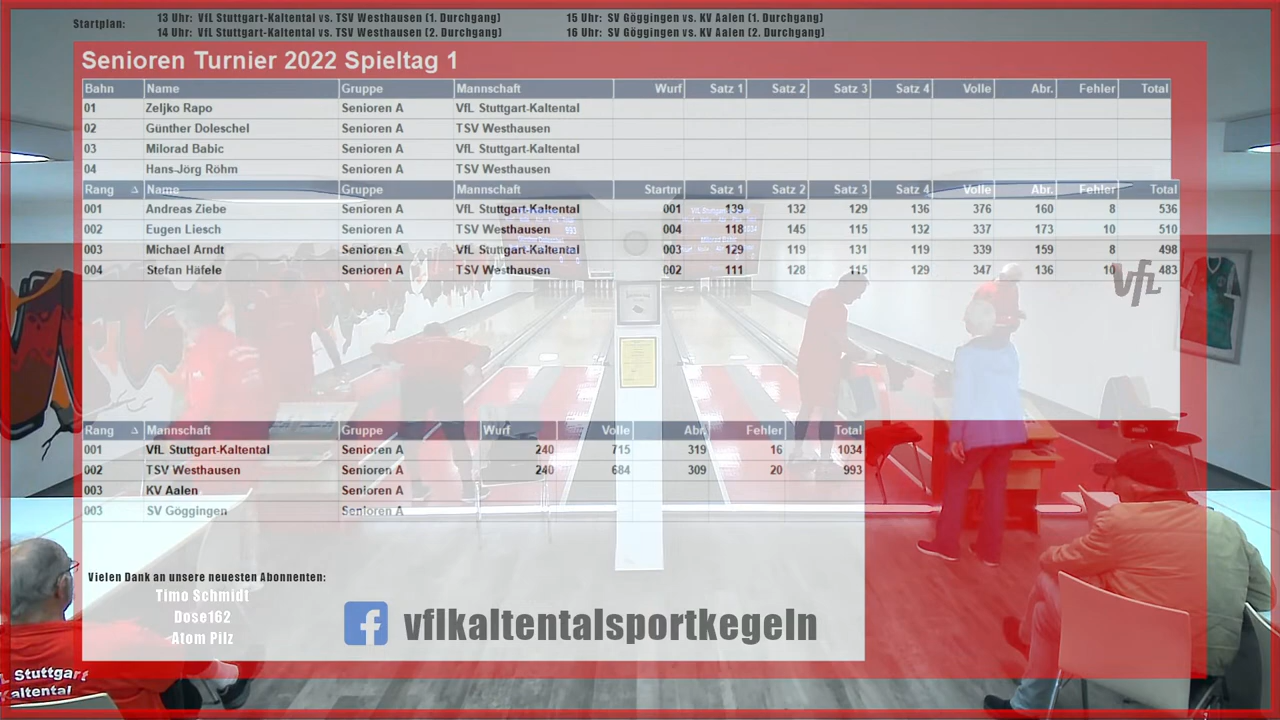 Startplan:
13 Uhr: VfL Stuttgart-Kaltental vs. TSV Westhausen (1. Durchgang)
14 Uhr: VfL Stuttgart-Kaltental vs. TSV Westhausen (2. Durchgang)
15 Uhr: SV Göggingen vs. KV Aalen (1. Durchgang)
16 Uhr: SV Göggingen vs. KV Aalen (2. Durchgang)
Senioren Turnier 2022 Spieltag 1
Bahn Name Gruppe Mannschaft Wurf Satz 1 Satz 2 Satz 3 Satz 4 Volle Abr. Fehler Total
01 Zeljko Rapo Senioren A VfL Stuttgart-Kaltental
02 Günther Doleschel Senioren A TSV Westhausen
03 Milorad Babic Senioren A VfL Stuttgart-Kaltental
04 Hans-Jörg Röhm Senioren A TSV Westhausen
Rang Name Gruppe Mannschaft Startnr Satz 1 Satz 2 Satz 3 Satz 4 Volle Abr. Fehler Total
001 Andreas Ziebe Senioren A VfL Stuttgart-Kaltental 001 139 132 129 136 376 160 8 536
002 Eugen Liesch Senioren A TSV Westhausen 004 118 145 115 132 337 173 10 510
003 Michael Arndt Senioren A VfL Stuttgart-Kaltental 003 129 119 131 119 339 159 8 498
004 Stefan Häfele Senioren A TSV Westhausen 002 111 128 115 129 347 136 10 483
VfL
Rang Mannschaft Gruppe Wurf Volle Abr. Fehler Total
001 VfL Stuttgart-Kaltental Senioren A 240 715 319 16 1034
002 TSV Westhausen Senioren A 240 684 309 20 993
003 KV Aalen Senioren A
003 SV Göggingen Senioren A
Vielen Dank an unsere neuesten Abonnenten:
Timo Schmidt
Dose162
Atom Pilz
vflkaltentalsportkegeln
L Stuttgart
Kaltental